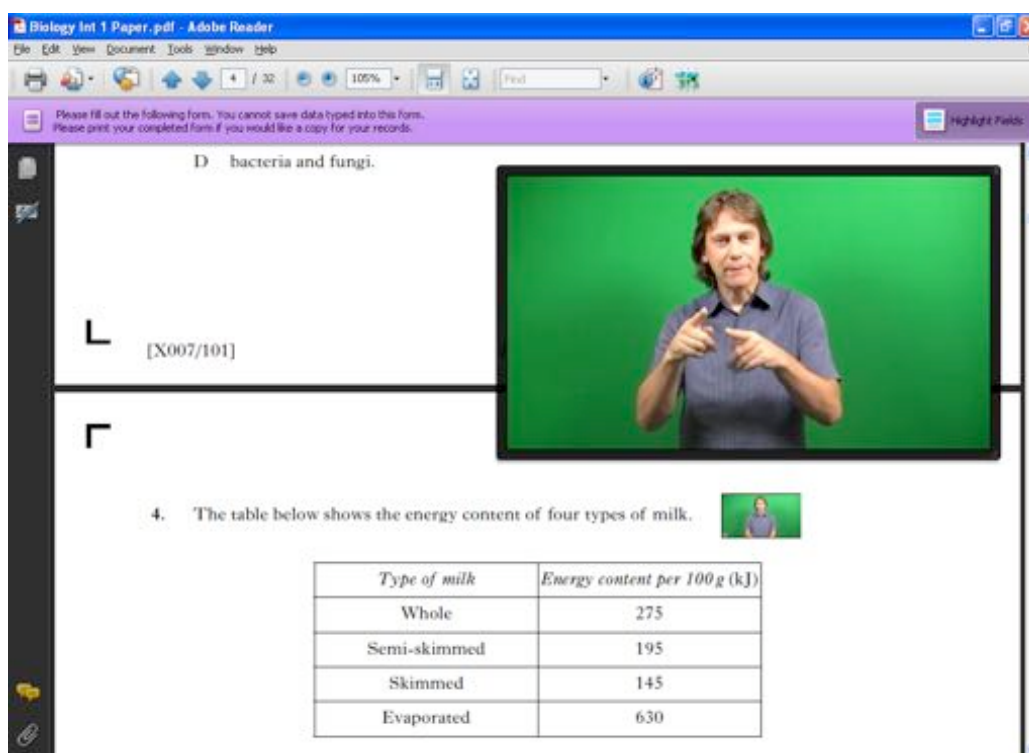 Biology Int 1 Paper.pdf - Adobe Reader
File Edit View Document Tools Window Help
4 / 32 105% Find
Please fill out the following form. You cannot save data typed into this form.
Please print your completed form if you would like a copy for your records.
Highlight Fields
D bacteria and fungi.
[X007/101]
4. The table below shows the energy content of four types of milk.
Type of milk Energy content per 100 g (kJ)
Whole 275
Semi-skimmed 195
Skimmed 145
Evaporated 630